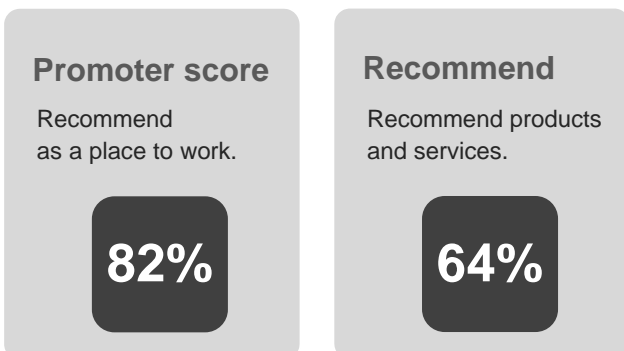 Promoter score
Recommend
as a place to work.
82%
Recommend
Recommend products
and services.
64%